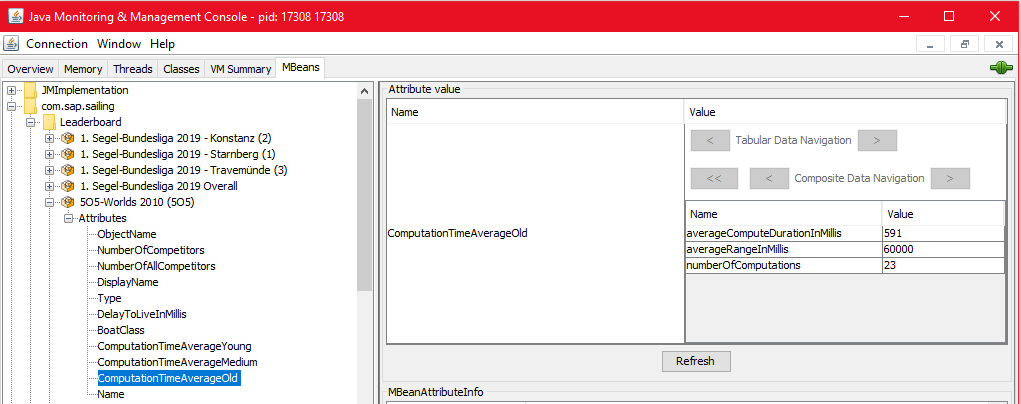 Java Monitoring & Management Console - pid: 17308 17308
Connection Window Help
Overview Memory Threads Classes VM Summary MBeans
JMImplementation
com.sap.sailing
Leaderboard
1. Segel-Bundesliga 2019 - Konstanz (2)
1. Segel-Bundesliga 2019 - Starnberg (1)
1. Segel-Bundesliga 2019 - Travemünde (3)
1. Segel-Bundesliga 2019 Overall
5O5-Worlds 2010 (5O5)
Attributes
ObjectName
NumberOfCompetitors
NumberOfAllCompetitors
DisplayName
Type
DelayToLiveInMillis
BoatClass
ComputationTimeAverageYoung
ComputationTimeAverageMedium
ComputationTimeAverageOld
Name
Attribute value
Name Value
< Tabular Data Navigation >
<< < Composite Data Navigation >
ComputationTimeAverageOld
Name Value
averageComputeDurationInMillis 591
averageRangeInMillis 60000
numberOfComputations 23
Refresh
MBeanAttributeInfo